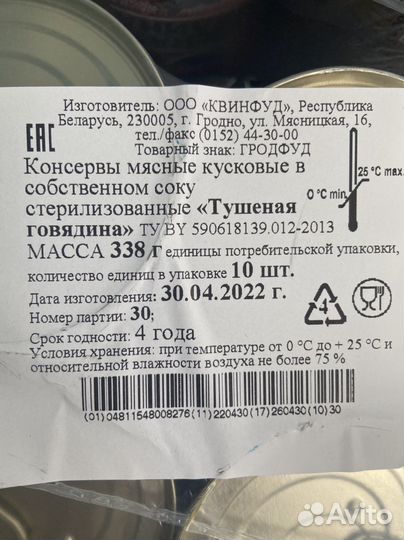 Изготовитель: ООО «КВИНФУД», Республика
Беларусь, 230005, г. Гродно, ул. Мясницкая, 16,
тел./факс (0152) 44-30-00
Товарный знак: ГРОДФУД
EAC
Консервы мясные кусковые в
собственном соку
стерилизованные «Тушеная
говядина» ТУ BY 590618139.012-2013
25 °C max.
0 °C min.
МАССА 338 г единицы потребительской упаковки,
количество единиц в упаковке 10 шт.
Дата изготовления: 30.04.2022 г.
Номер партии: 30;
Срок годности: 4 года
4
Условия хранения: при температуре от 0 °C до + 25 °C и
относительной влажности воздуха не более 75 %
(01)04811548008276(11)220430(17)260430(10)30
Avito